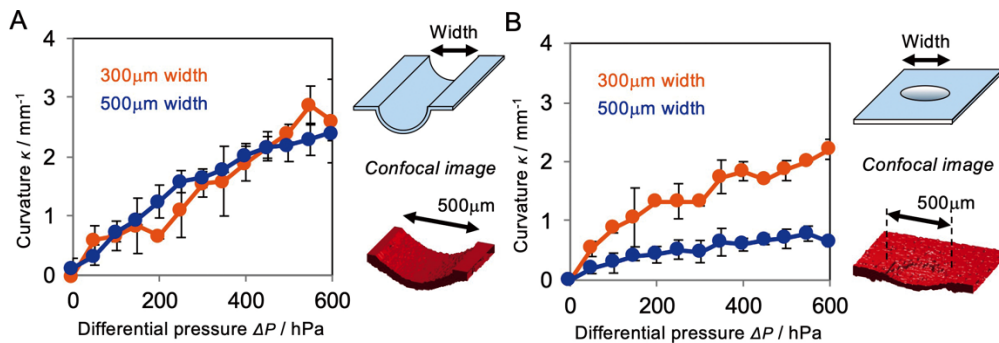 A
4
3
2
1
0
0
200
400
600
Curvature κ / mm⁻¹
Differential pressure ΔP / hPa
300μm width
500μm width
Width
Confocal image
500μm
B
4
3
2
1
0
0
200
400
600
Curvature κ / mm⁻¹
Differential pressure ΔP / hPa
300μm width
500μm width
Width
Confocal image
500μm